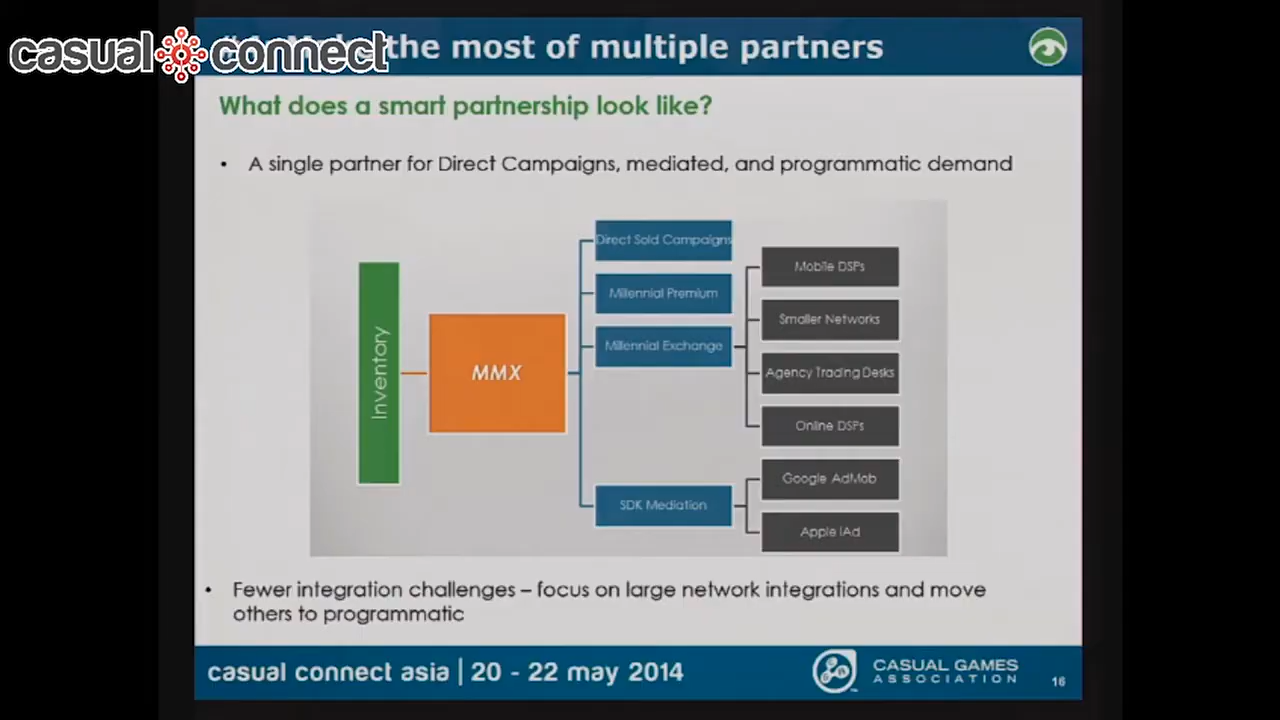 casual connect
the most of multiple partners
What does a smart partnership look like?
• A single partner for Direct Campaigns, mediated, and programmatic demand
Inventory
MMX
Direct Sold Campaigns
Millennial Premium
Millennial Exchange
SDK Mediation
Mobile DSPs
Smaller Networks
Agency Trading Desks
Online DSPs
Google AdMob
Apple iAd
• Fewer integration challenges – focus on large network integrations and move
others to programmatic
casual connect asia | 20 - 22 may 2014
CASUAL GAMES
ASSOCIATION
16